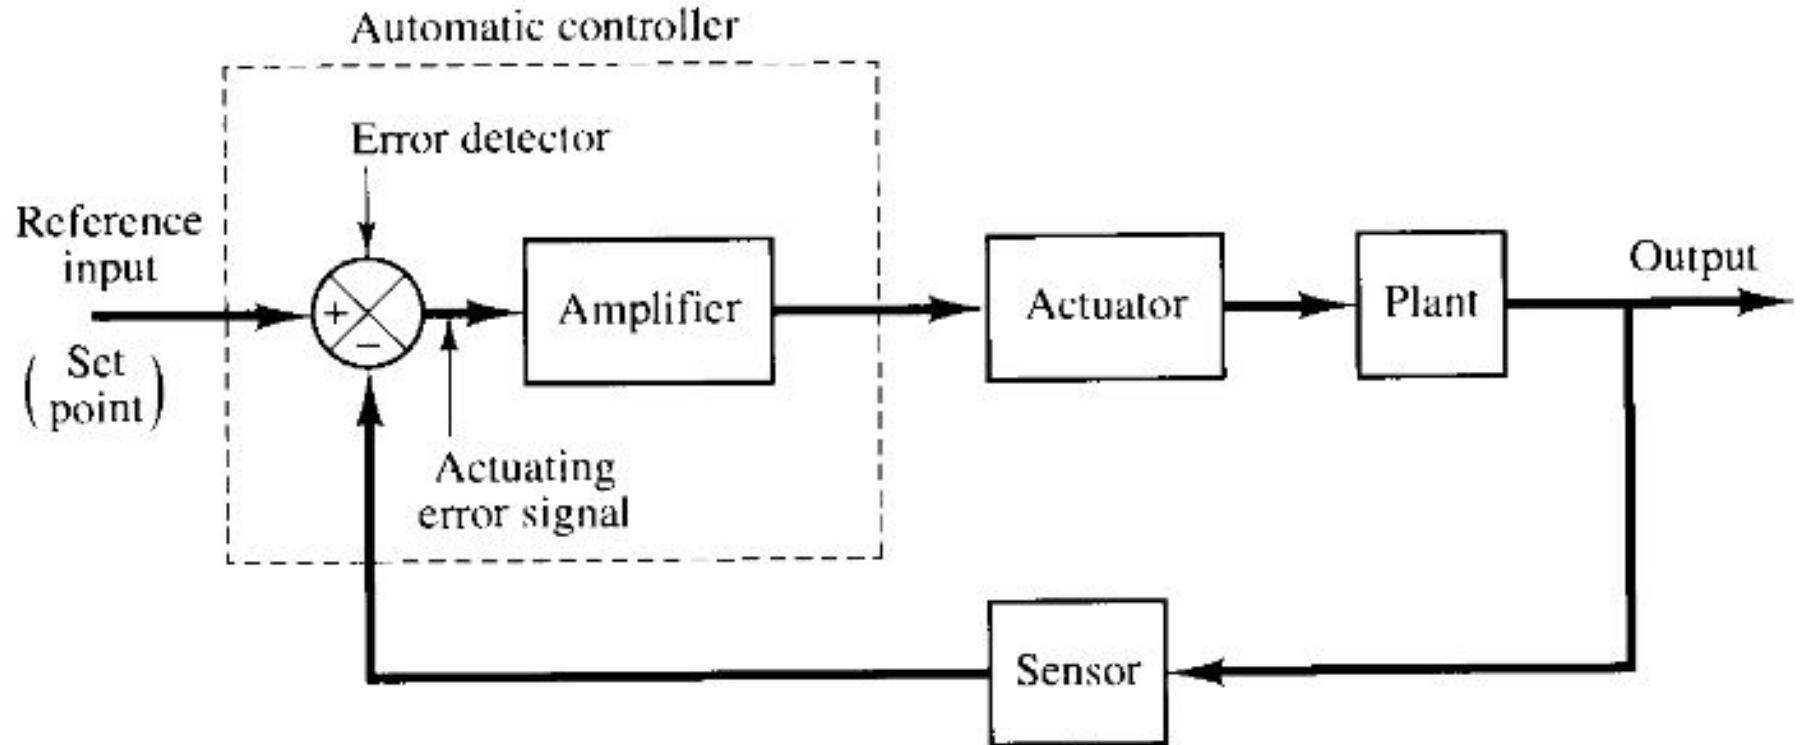 Automatic controller
Error detector
Reference
input
+
−
Amplifier
Actuator
Plant
Output
( Set
point )
Actuating
error signal
Sensor